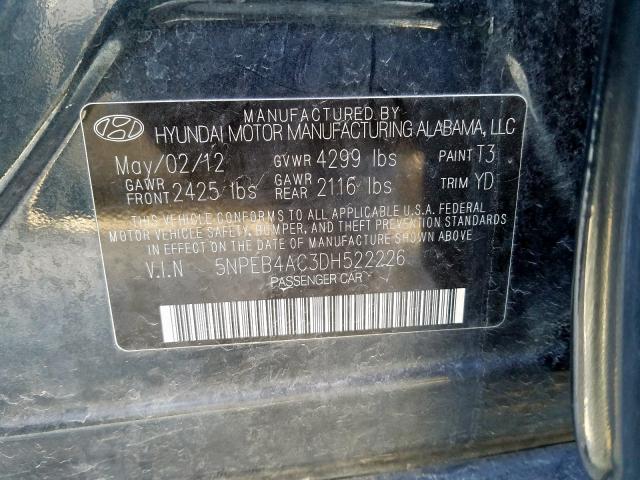 MANUFACTURED BY
HYUNDAI MOTOR MANUFACTURING ALABAMA, LLC
May/02/12 GVWR 4299 lbs PAINT T3
GAWR FRONT 2425 lbs GAWR REAR 2116 lbs TRIM YD
THIS VEHICLE CONFORMS TO ALL APPLICABLE U.S.A. FEDERAL
MOTOR VEHICLE SAFETY, BUMPER, AND THEFT PREVENTION STANDARDS
IN EFFECT ON THE DATE OF MANUFACTURE SHOWN ABOVE.
V.I.N 5NPEB4AC3DH522226
PASSENGER CAR